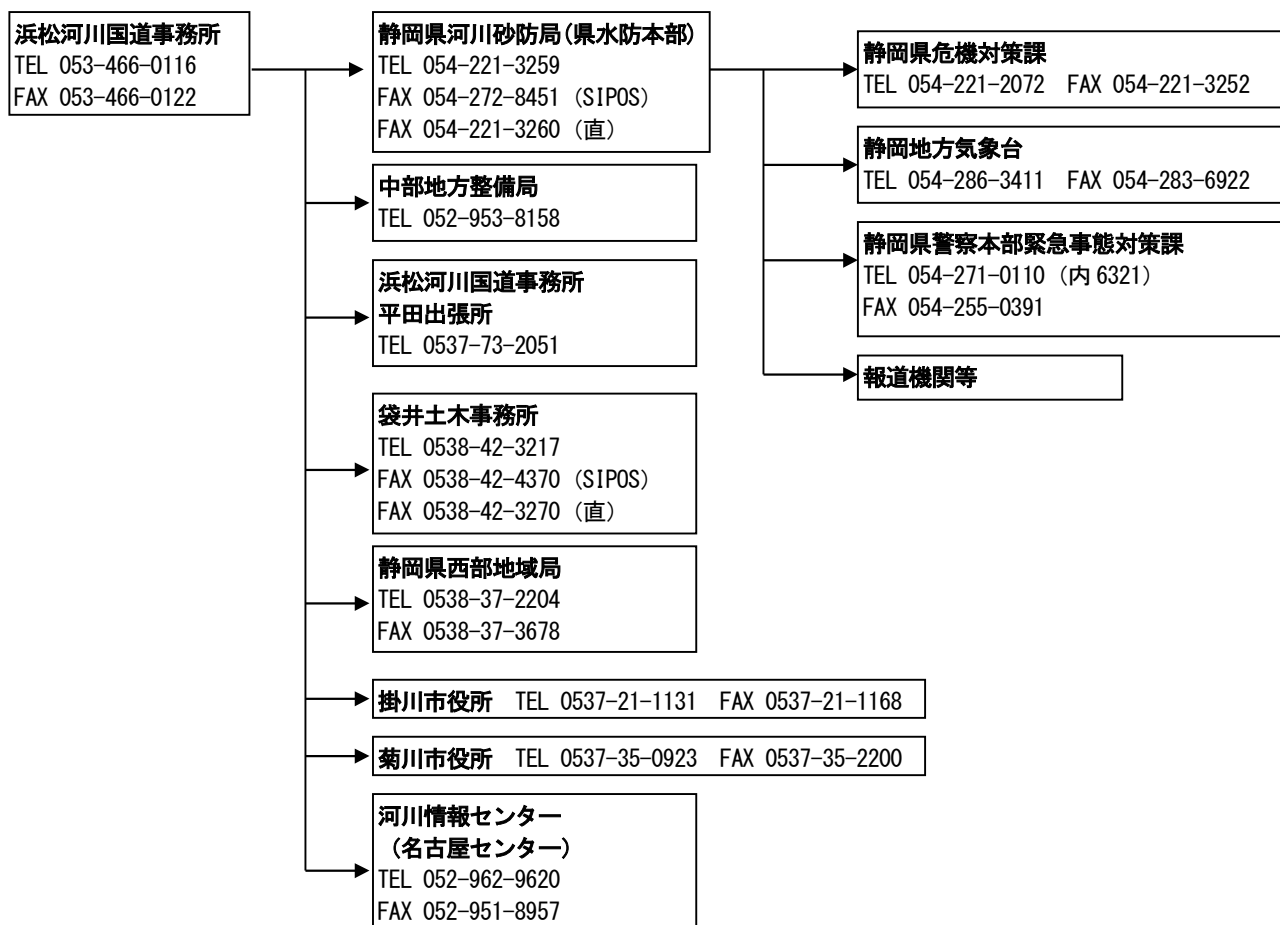 浜松河川国道事務所
TEL 053-466-0116
FAX 053-466-0122
静岡県河川砂防局(県水防本部)
TEL 054-221-3259
FAX 054-272-8451 (SIPOS)
FAX 054-221-3260 (直)
中部地方整備局
TEL 052-953-8158
浜松河川国道事務所
平田出張所
TEL 0537-73-2051
袋井土木事務所
TEL 0538-42-3217
FAX 0538-42-4370 (SIPOS)
FAX 0538-42-3270 (直)
静岡県西部地域局
TEL 0538-37-2204
FAX 0538-37-3678
掛川市役所 TEL 0537-21-1131 FAX 0537-21-1168
菊川市役所 TEL 0537-35-0923 FAX 0537-35-2200
河川情報センター
(名古屋センター)
TEL 052-962-9620
FAX 052-951-8957
静岡県危機対策課
TEL 054-221-2072 FAX 054-221-3252
静岡地方気象台
TEL 054-286-3411 FAX 054-283-6922
静岡県警察本部緊急事態対策課
TEL 054-271-0110 (内 6321)
FAX 054-255-0391
報道機関等